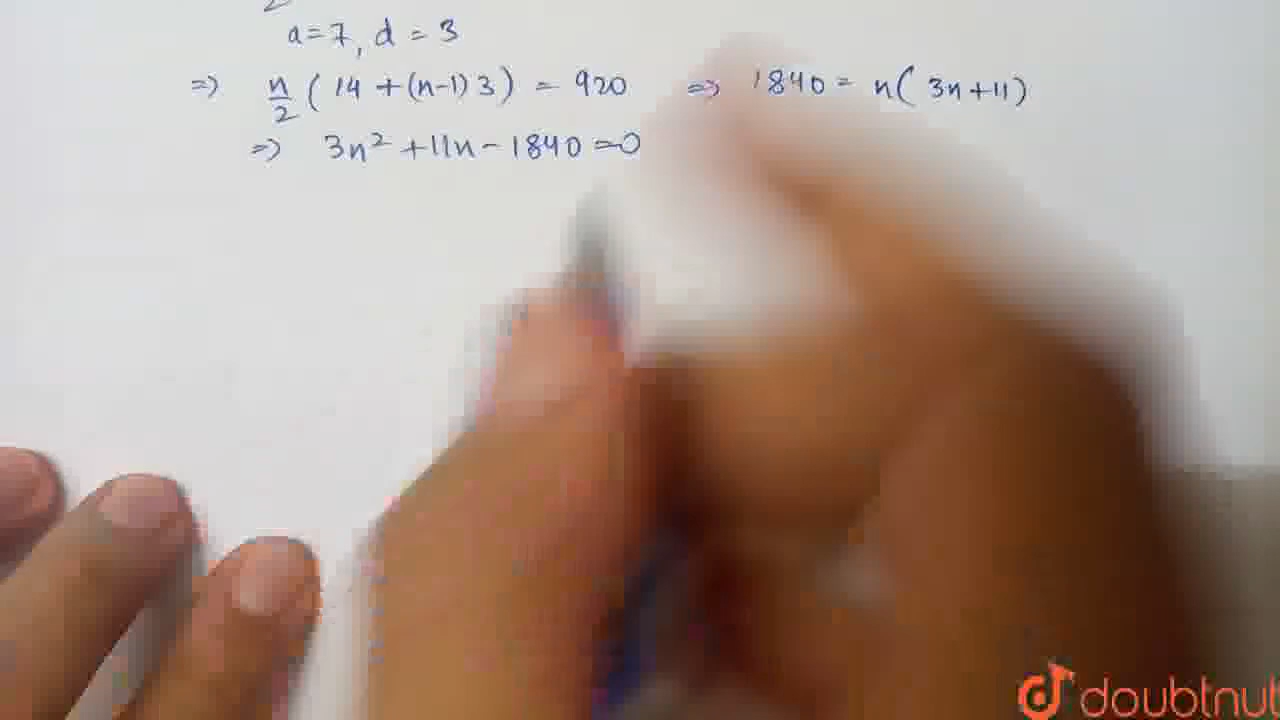 a=7, d = 3
=> n/2 ( 14 + (n-1) 3 ) = 920 => 1840 = n( 3n+11)
=> 3n² + 11n - 1840 = 0
doubtnut